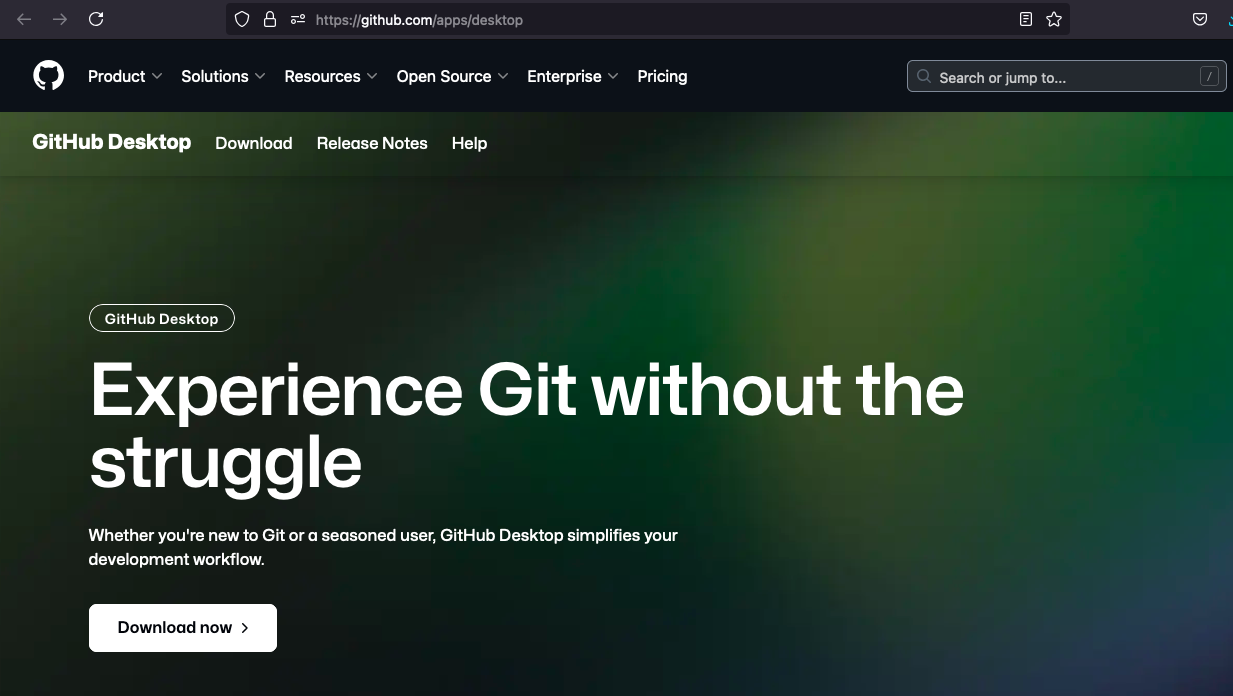 https://github.com/apps/desktop
Product Solutions Resources Open Source Enterprise Pricing
Search or jump to... /
GitHub Desktop Download Release Notes Help
GitHub Desktop
Experience Git without the
struggle
Whether you're new to Git or a seasoned user, GitHub Desktop simplifies your
development workflow.
Download now